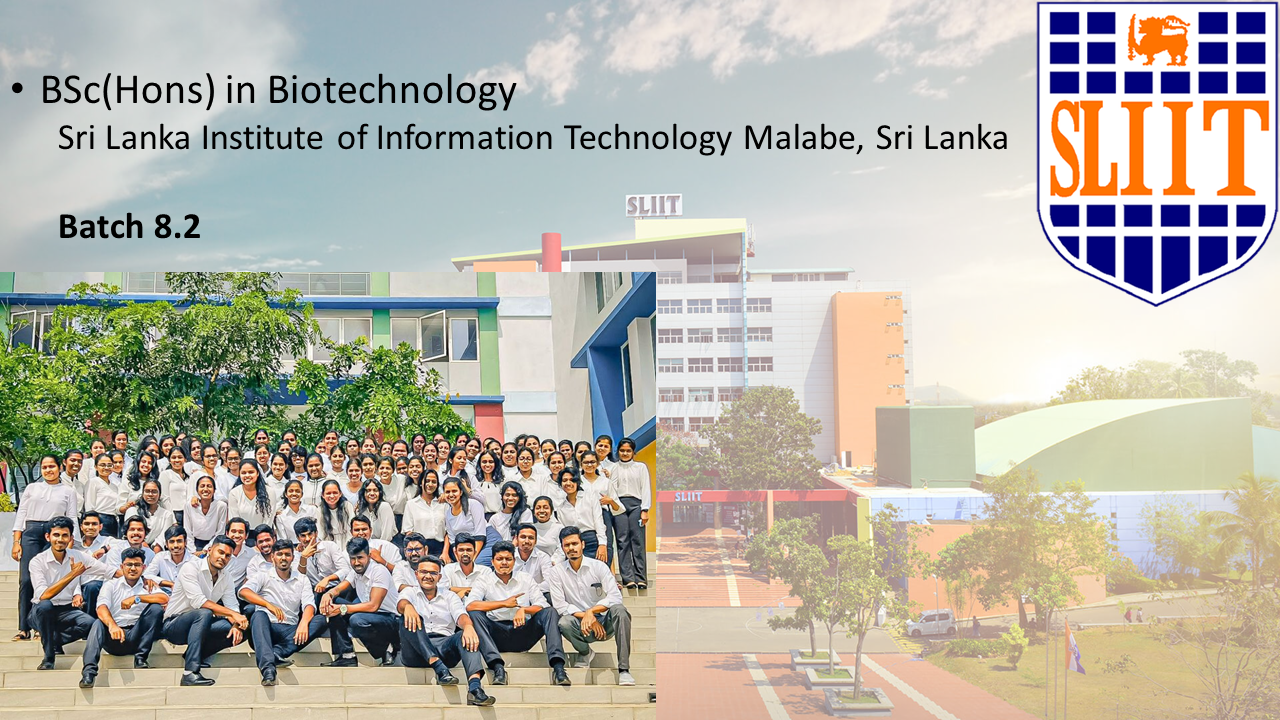 • BSc(Hons) in Biotechnology
Sri Lanka Institute of Information Technology Malabe, Sri Lanka
Batch 8.2
SLIIT
SLIIT
SLIIT